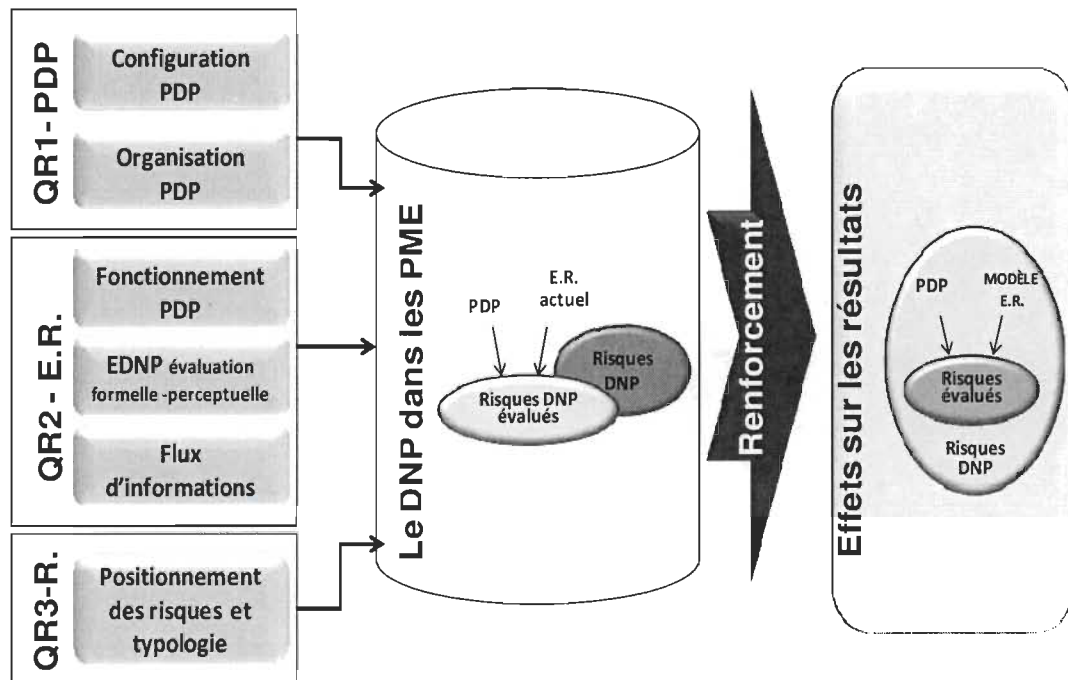 QR1- PDP
Configuration
PDP
Organisation
PDP
QR2 - E.R.
Fonctionnement
PDP
EDNP évaluation
formelle -perceptuelle
Flux
d'informations
QR3-R.
Positionnement
des risques et
typologie
Le DNP dans les PME
PDP
E.R.
actuel
Risques
DNP
Risques DNP
évalués
Renforcement
Effets sur les résultats
PDP
MODÈLE
E.R.
Risques
évalués
Risques
DNP